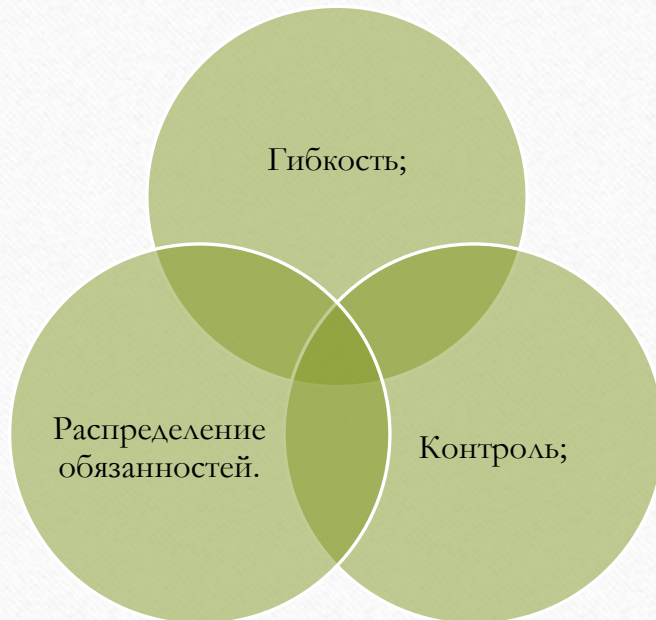 Гибкость;
Распределение
обязанностей.
Контроль;